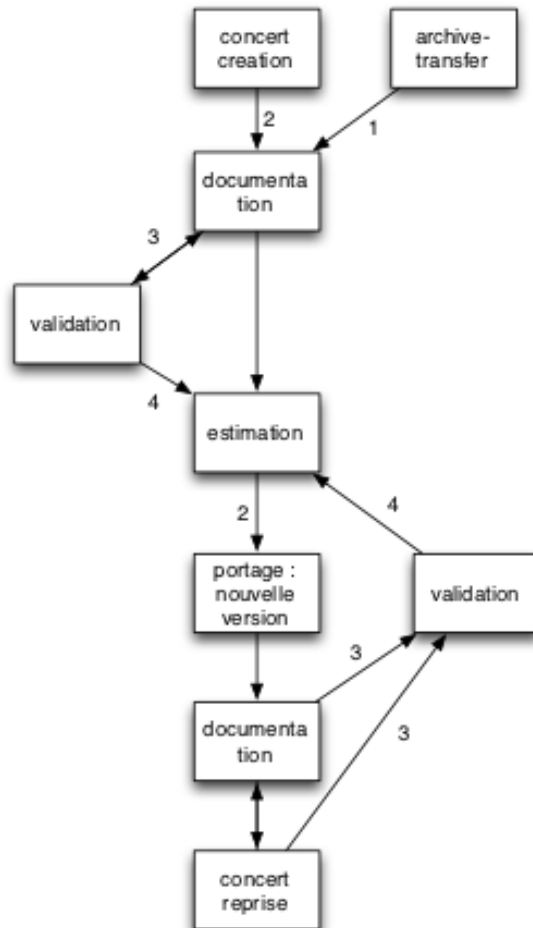 concert
creation
archive-
transfer
2
1
documenta
tion
3
validation
4
estimation
2
4
portage :
nouvelle
version
validation
3
documenta
tion
3
concert
reprise